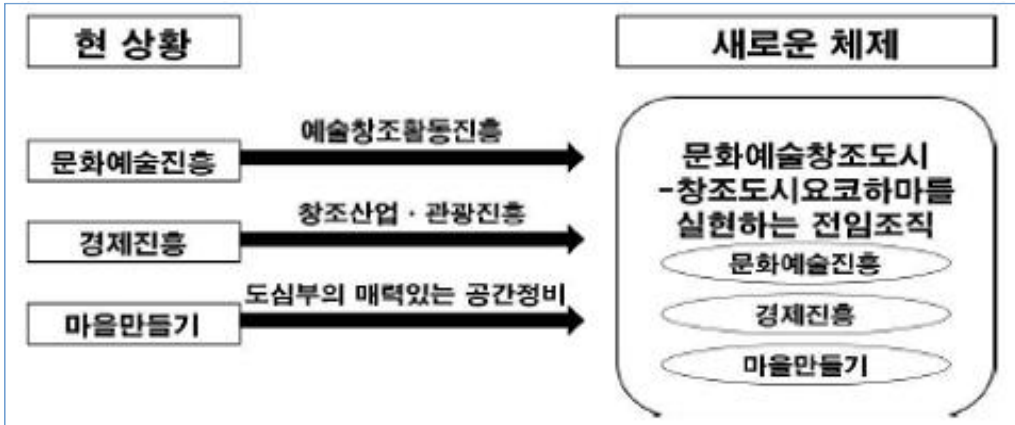 현 상황
새로운 체제
예술창조활동진흥
문화예술진흥
창조산업 · 관광진흥
경제진흥
도심부의 매력있는 공간정비
마을만들기
문화예술창조도시
-창조도시요코하마를
실현하는 전임조직
문화예술진흥
경제진흥
마을만들기